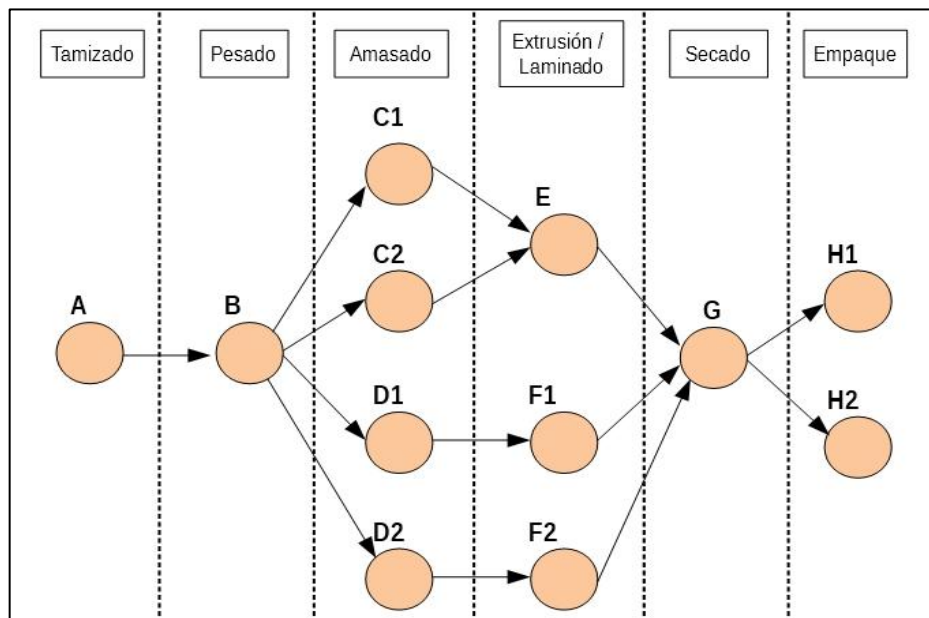 Tamizado
Pesado
Amasado
Extrusión /
Laminado
Secado
Empaque
C1
E
C2
H1
A
B
G
D1
F1
H2
D2
F2